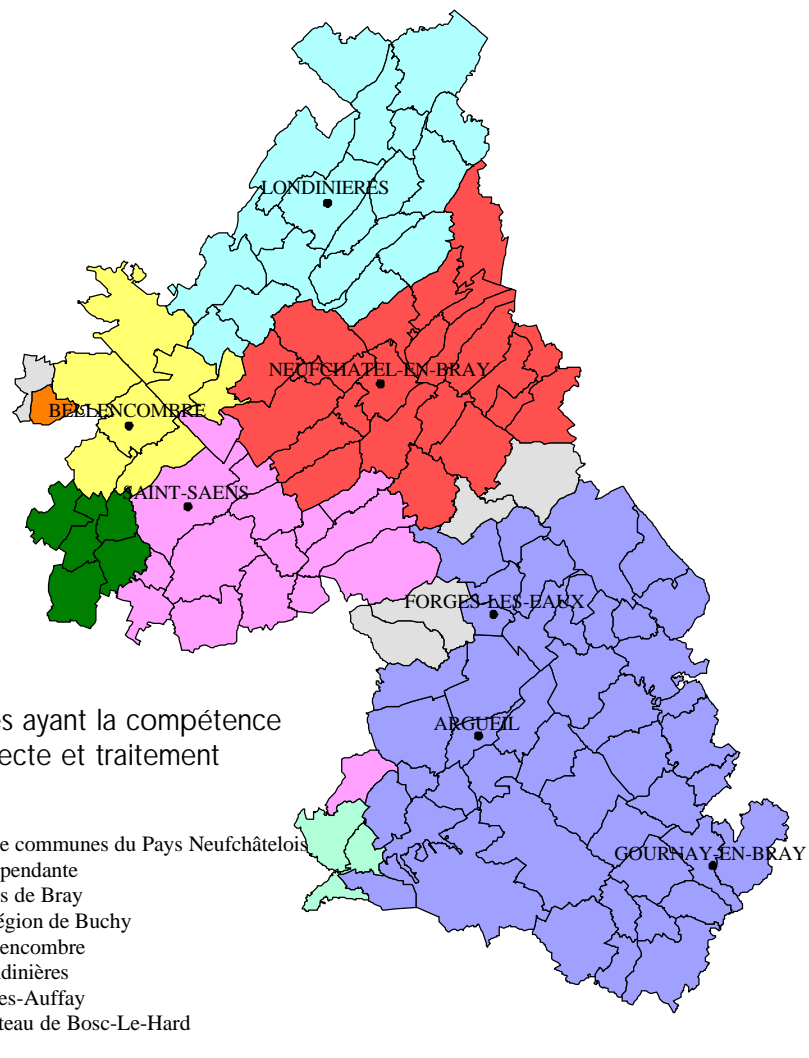 LONDINIERES
NEUFCHATEL-EN-BRAY
BELLENCOMBRE
SAINT-SAENS
FORGES-LES-EAUX
ARGUEIL
GOURNAY-EN-BRAY
s ayant la compétence
ecte et traitement
e communes du Pays Neufchâtelois
pendante
s de Bray
égion de Buchy
encombre
dinières
es-Auffay
teau de Bosc-Le-Hard